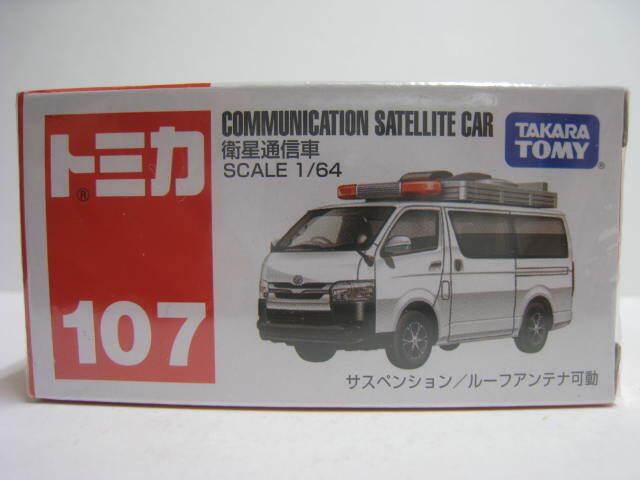 トミカ
®
107
COMMUNICATION SATELLITE CAR
衛星通信車
SCALE 1/64
TAKARA
TOMY
®
サスペンション/ルーフアンテナ可動